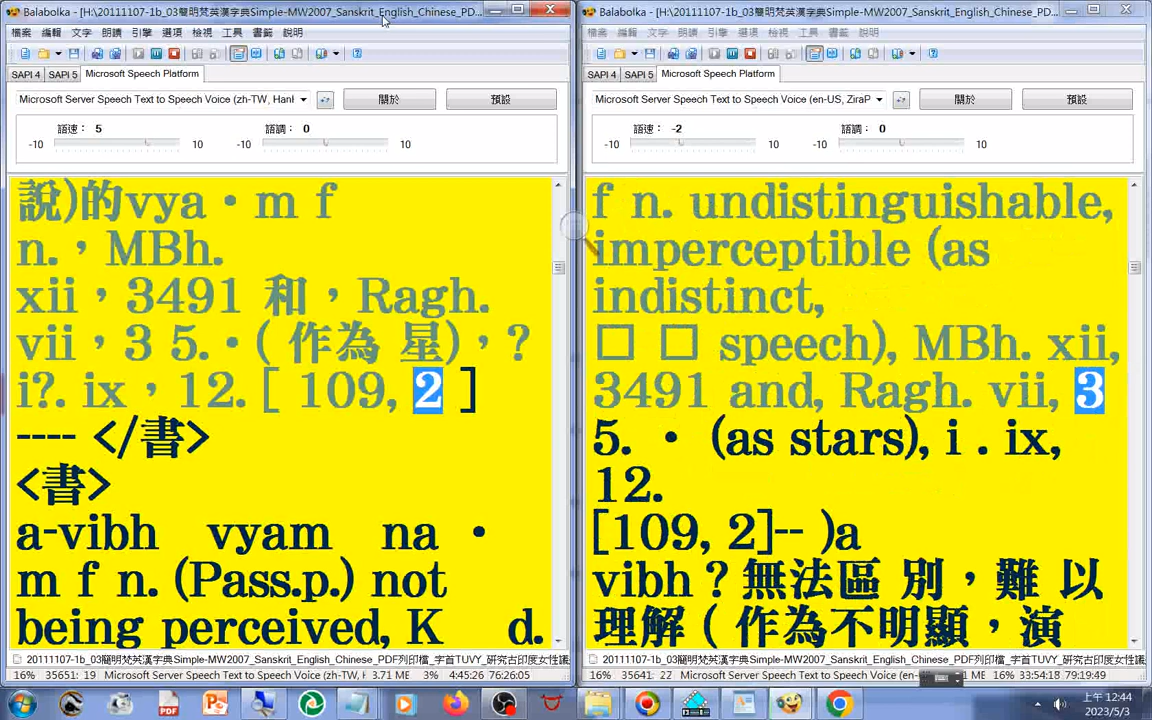 Balabolka - [H:\20111107-1b_03簡明梵英漢字典Simple-MW2007_Sanskrit_English_Chinese_PD...
檔案 編輯 文字 朗讀 引擎 選項 檢視 工具 書籤 說明
SAPI 4 SAPI 5 Microsoft Speech Platform
Microsoft Server Speech Text to Speech Voice (zh-TW, Hanl
關於 預設
語速： 5 語調： 0
-10 10 -10 10
說)的vya • m f
n.，MBh.
xii，3491 和，Ragh.
vii，3 5. •( 作為 星)，?
i?. ix，12. [ 109, 2 ]
---- </書>
<書>
a-vibh vyam na •
m f n. (Pass.p.) not
being perceived, K d.
20111107-1b_03簡明梵英漢字典Simple-MW2007_Sanskrit_English_Chinese_PDF列印檔_字首TUVY_研究古印度女性議
16% 35651: 19 Microsoft Server Speech Text to Speech Voice (zh-TW, H 3.71 ME 3% 4:45:26 76:26:05
Balabolka - [H:\20111107-1b_03簡明梵英漢字典Simple-MW2007_Sanskrit_English_Chinese_PD...
檔案 編輯 文字 朗讀 引擎 選項 檢視 工具 書籤 說明
SAPI 4 SAPI 5 Microsoft Speech Platform
Microsoft Server Speech Text to Speech Voice (en-US, ZiraP
關於 預設
語速： -2 語調： 0
-10 10 -10 10
f n. undistinguishable,
imperceptible (as
indistinct,
□ □ speech), MBh. xii,
3491 and, Ragh. vii, 3
5. • (as stars), i . ix,
12.
[109, 2]-- )a
vibh ? 無法區 別，難 以
理解 ( 作為不明顯，演
20111107-1b_03簡明梵英漢字典Simple-MW2007_Sanskrit_English_Chinese_PDF列印檔_字首TUVY_研究古印度女性議
16% 35641: 22 Microsoft Server Speech Text to Speech Voice (en-US, ME 16% 33:54:18 79:19:49
上午 12:44
2023/5/3